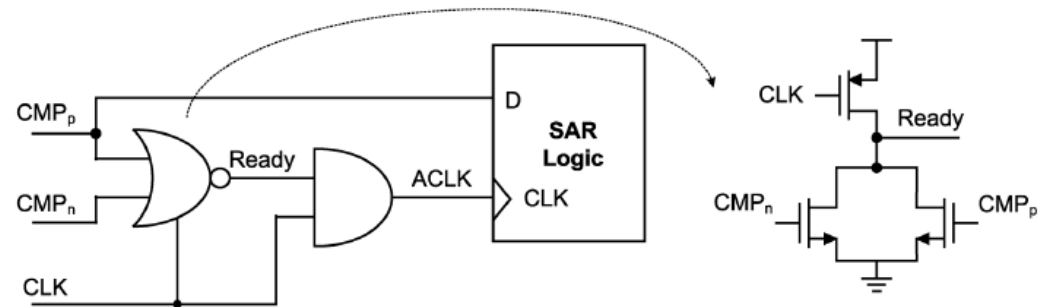 CMPp
CMPn
CLK
Ready
ACLK
D
SAR
Logic
CLK
CLK
Ready
CMPn
CMPp